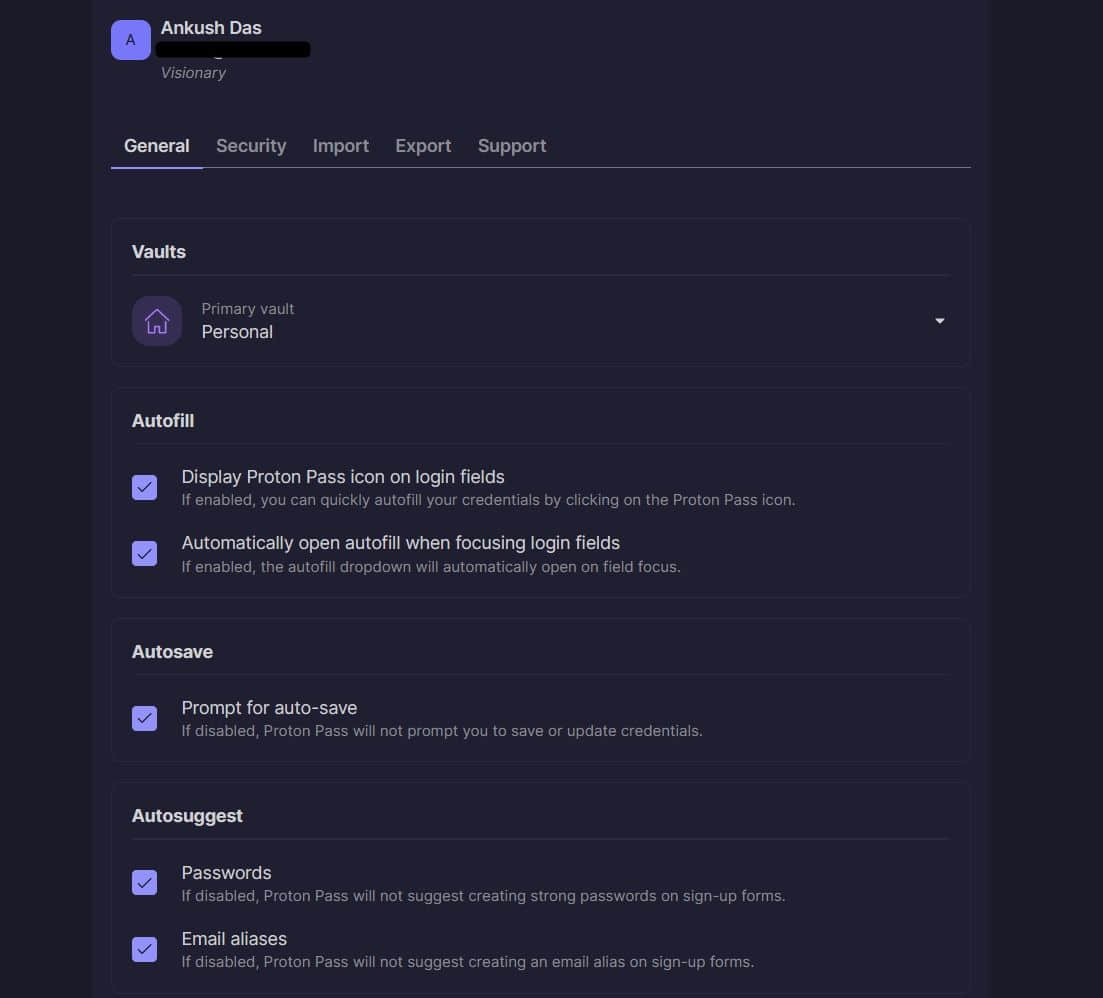 A
Ankush Das
Visionary
General Security Import Export Support
Vaults
Primary vault
Personal
Autofill
Display Proton Pass icon on login fields
If enabled, you can quickly autofill your credentials by clicking on the Proton Pass icon.
Automatically open autofill when focusing login fields
If enabled, the autofill dropdown will automatically open on field focus.
Autosave
Prompt for auto-save
If disabled, Proton Pass will not prompt you to save or update credentials.
Autosuggest
Passwords
If disabled, Proton Pass will not suggest creating strong passwords on sign-up forms.
Email aliases
If disabled, Proton Pass will not suggest creating an email alias on sign-up forms.